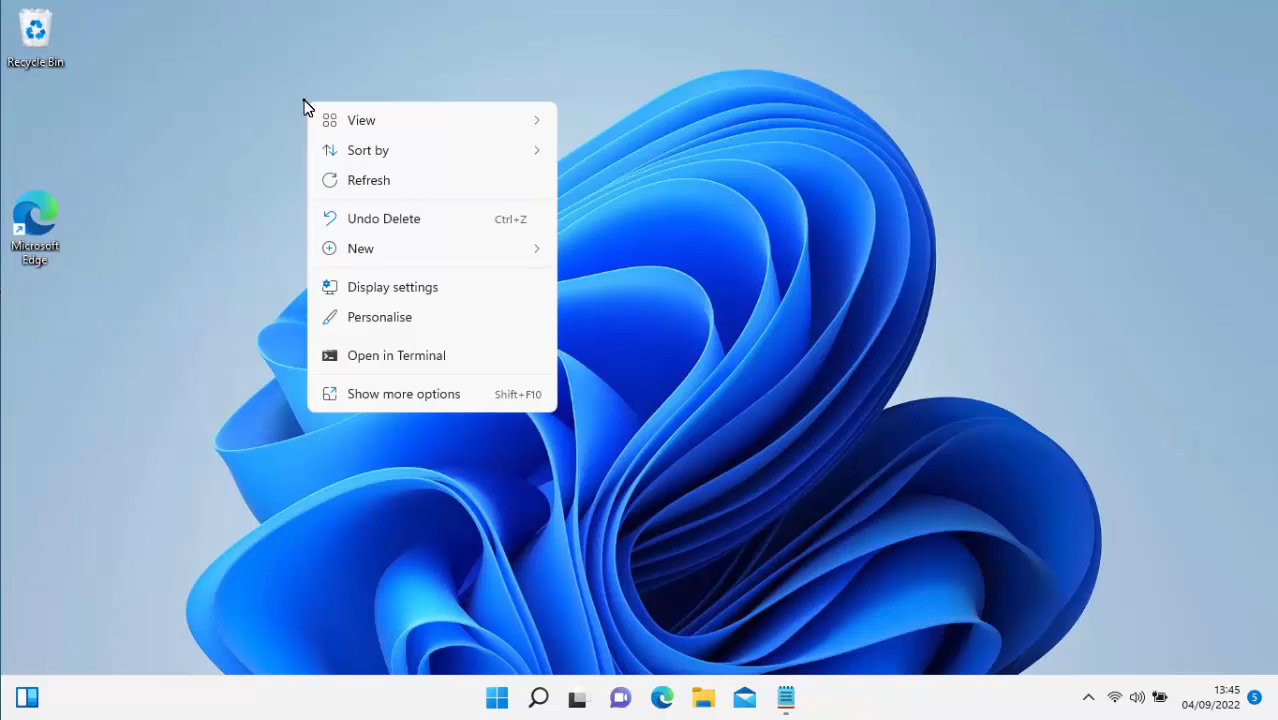 Recycle Bin
Microsoft
Edge
View
Sort by
Refresh
Undo Delete Ctrl+Z
New
Display settings
Personalise
Open in Terminal
Show more options Shift+F10
13:45
04/09/2022
5